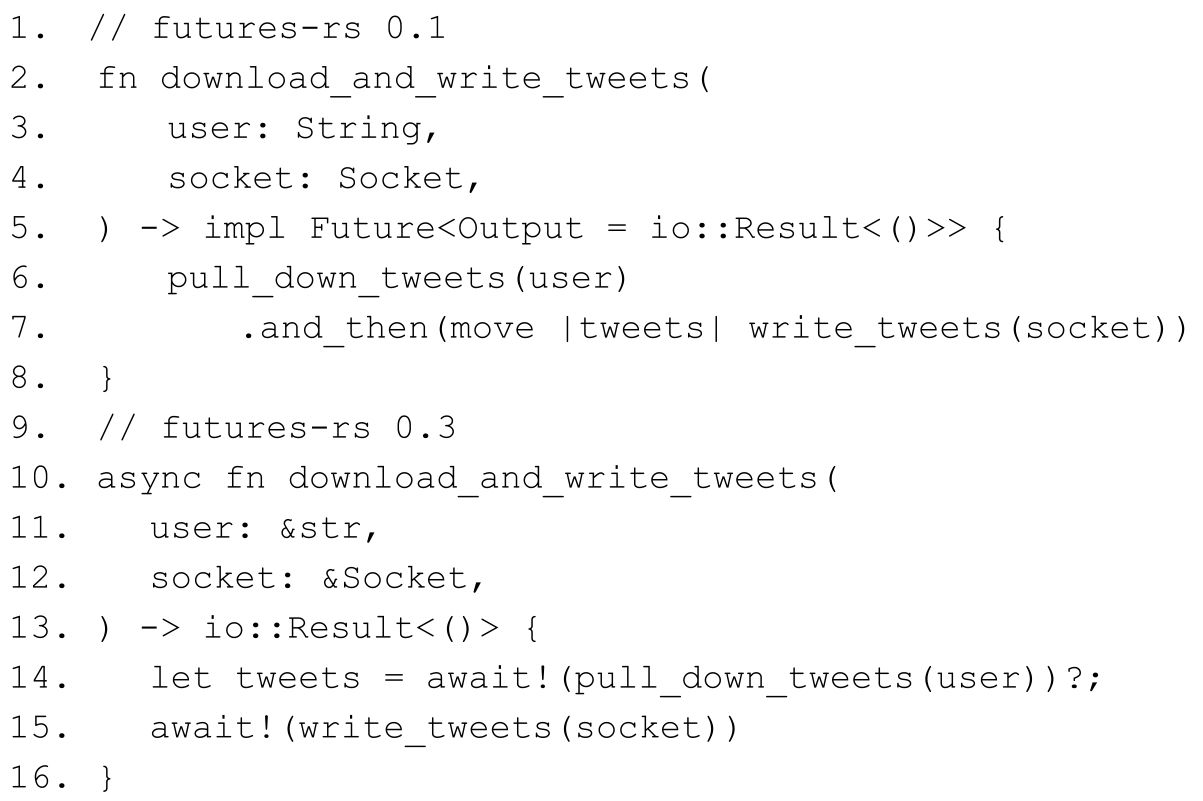 1. // futures-rs 0.1
2. fn download_and_write_tweets(
3. user: String,
4. socket: Socket,
5. ) -> impl Future<Output = io::Result<()>> {
6. pull_down_tweets(user)
7. .and_then(move |tweets| write_tweets(socket))
8. }
9. // futures-rs 0.3
10. async fn download_and_write_tweets(
11. user: &str,
12. socket: &Socket,
13. ) -> io::Result<()> {
14. let tweets = await!(pull_down_tweets(user))?;
15. await!(write_tweets(socket))
16. }